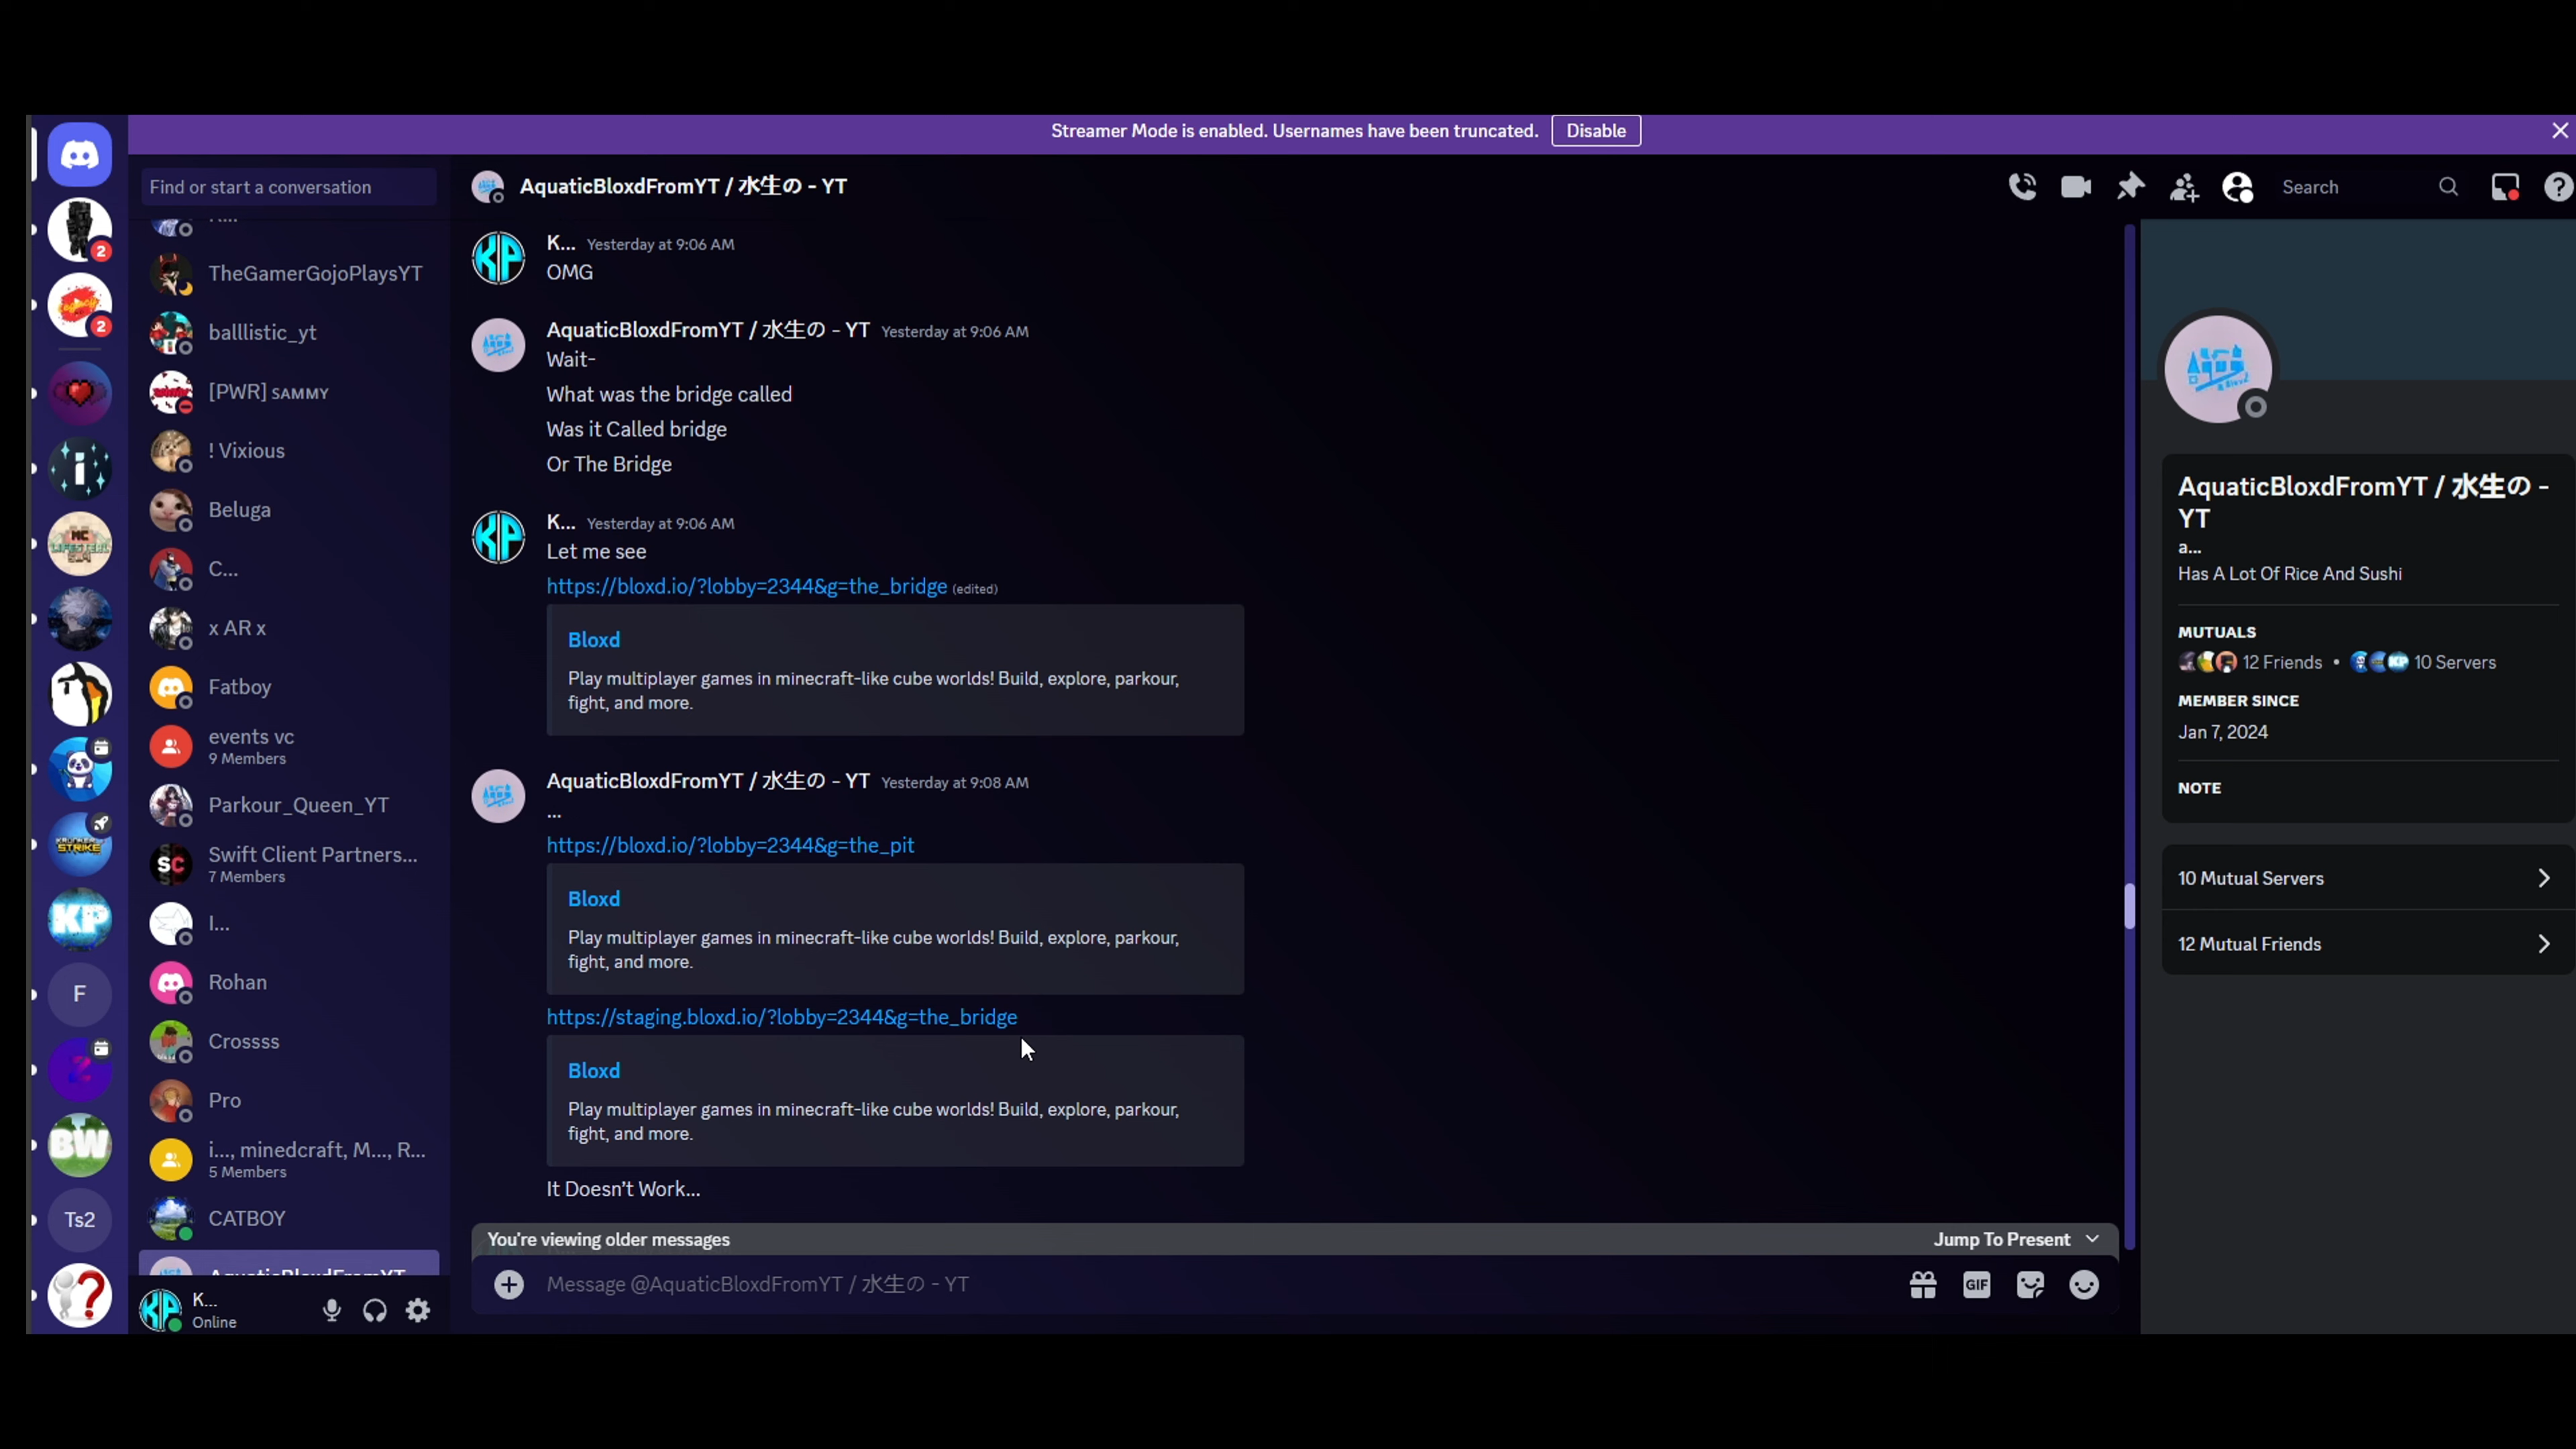 Streamer Mode is enabled. Usernames have been truncated. Disable
Find or start a conversation
TheGamerGojoPlaysYT
balllistic_yt
[PWR] ꜱᴀᴍᴍʏ
! Vixious
Beluga
C...
x AR x
Fatboy
events vc
9 Members
Parkour_Queen_YT
Swift Client Partners...
7 Members
I...
Rohan
Crossss
Pro
i..., minedcraft, M..., R...
5 Members
CATBOY
K...
Online
2
2
i
KP
F
BW
Ts2
SC
AquaticBloxdFromYT / 水生の - YT
Search
K... Yesterday at 9:06 AM
OMG
AquaticBloxdFromYT / 水生の - YT Yesterday at 9:06 AM
Wait-
What was the bridge called
Was it Called bridge
Or The Bridge
K... Yesterday at 9:06 AM
Let me see
https://bloxd.io/?lobby=2344&g=the_bridge (edited)
Bloxd
Play multiplayer games in minecraft-like cube worlds! Build, explore, parkour,
fight, and more.
AquaticBloxdFromYT / 水生の - YT Yesterday at 9:08 AM
...
https://bloxd.io/?lobby=2344&g=the_pit
Bloxd
Play multiplayer games in minecraft-like cube worlds! Build, explore, parkour,
fight, and more.
https://staging.bloxd.io/?lobby=2344&g=the_bridge
Bloxd
Play multiplayer games in minecraft-like cube worlds! Build, explore, parkour,
fight, and more.
It Doesn't Work...
You're viewing older messages Jump To Present
Message @AquaticBloxdFromYT / 水生の - YT
GIF
AquaticBloxdFromYT / 水生の -
YT
a...
Has A Lot Of Rice And Sushi
MUTUALS
12 Friends • 10 Servers
MEMBER SINCE
Jan 7, 2024
NOTE
10 Mutual Servers
12 Mutual Friends